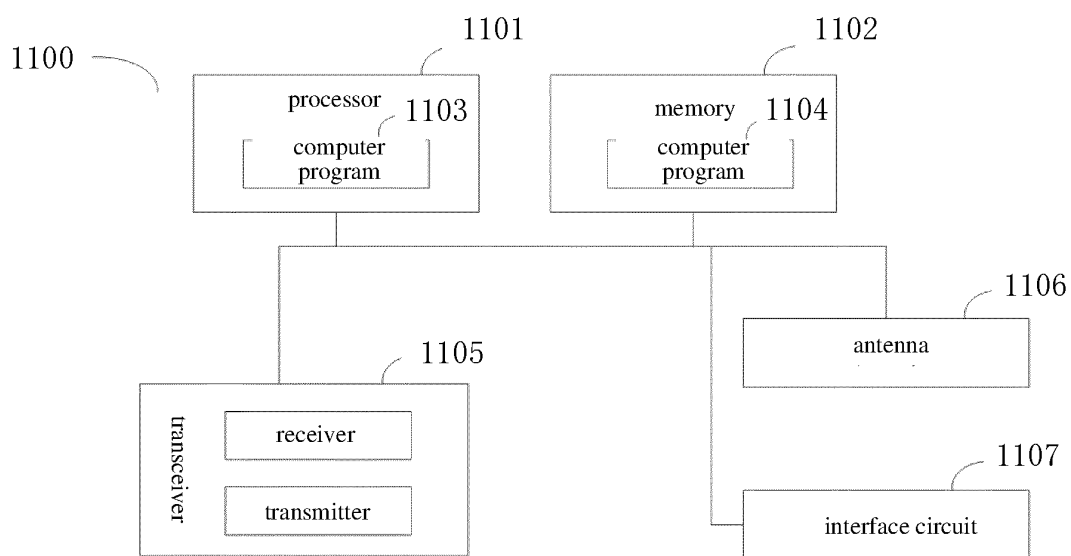 1100
1101
1102
processor
memory
1103
1104
computer
program
computer
program
1106
antenna
1105
transceiver
receiver
transmitter
1107
interface circuit